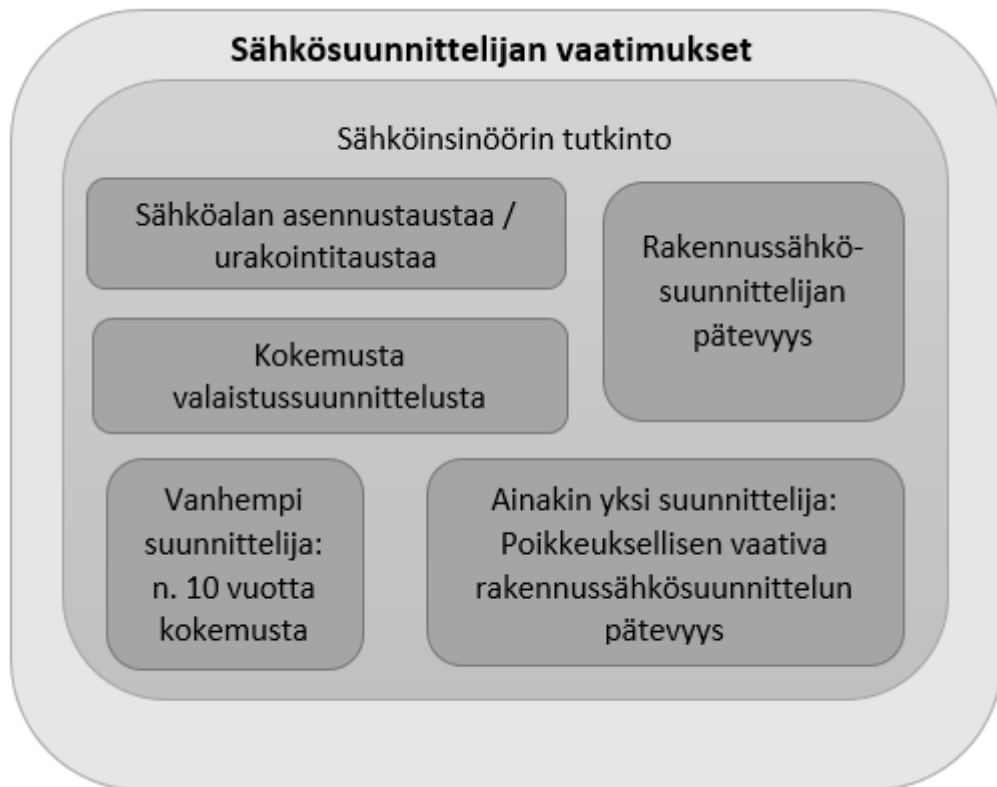 Sähkösuunnittelijan vaatimukset
Sähköinsinöörin tutkinto
Sähköalan asennustaustaa /
urakointitaustaa
Rakennussähkö-
suunnittelijan
pätevyys
Kokemusta
valaistussuunnittelusta
Vanhempi
suunnittelija:
n. 10 vuotta
kokemusta
Ainakin yksi suunnittelija:
Poikkeuksellisen vaativa
rakennussähkösuunnittelun
pätevyys